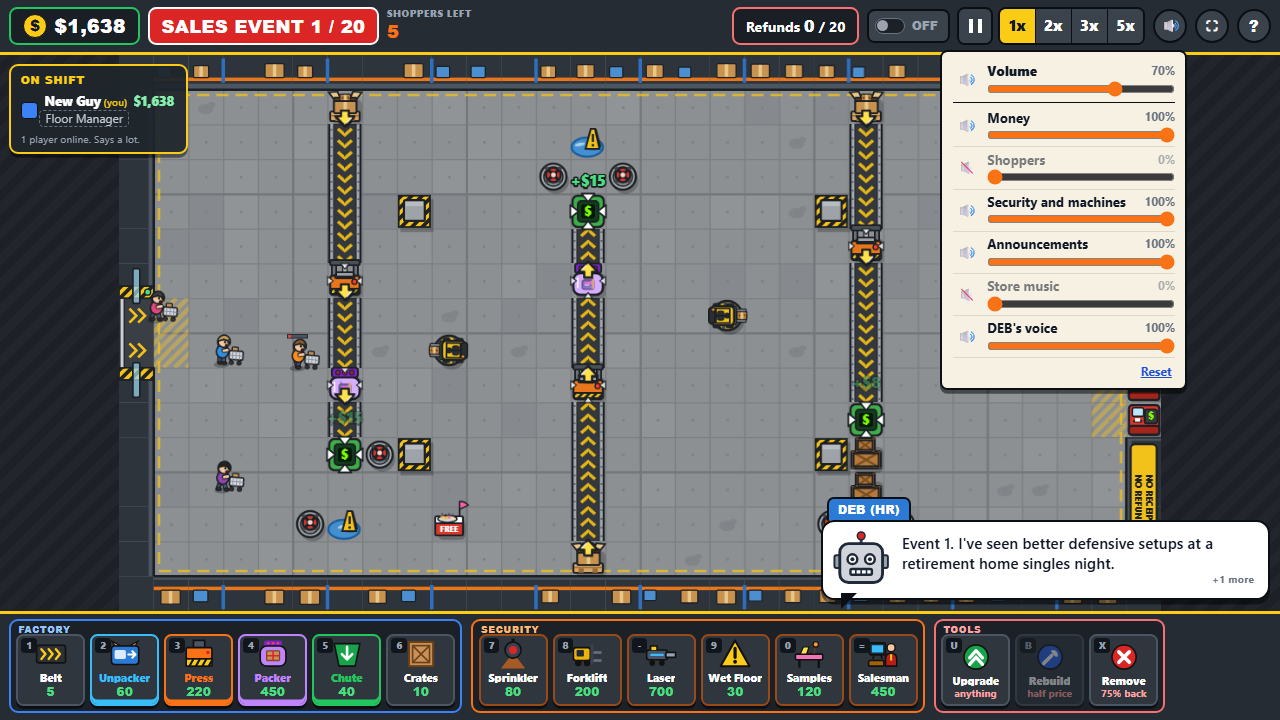 $ $1,638
SALES EVENT 1 / 20
SHOPPERS LEFT
5
Refunds 0 / 20
OFF
1x
2x
3x
5x
?
ON SHIFT
New Guy (you) $1,638
Floor Manager
1 player online. Says a lot.
Volume 70%
Money 100%
Shoppers 0%
Security and machines 100%
Announcements 100%
Store music 0%
DEB's voice 100%
Reset
+$15
FREE
DEB (HR)
Event 1. I've seen better defensive setups at a
retirement home singles night.
+1 more
FACTORY
1
Belt
5
2
Unpacker
60
3
Press
220
4
Packer
450
5
Chute
40
6
Crates
10
SECURITY
7
Sprinkler
80
8
Forklift
200
-
Laser
700
9
Wet Floor
30
0
Samples
120
=
Salesman
450
TOOLS
U
Upgrade
anything
B
Rebuild
half price
X
Remove
75% back